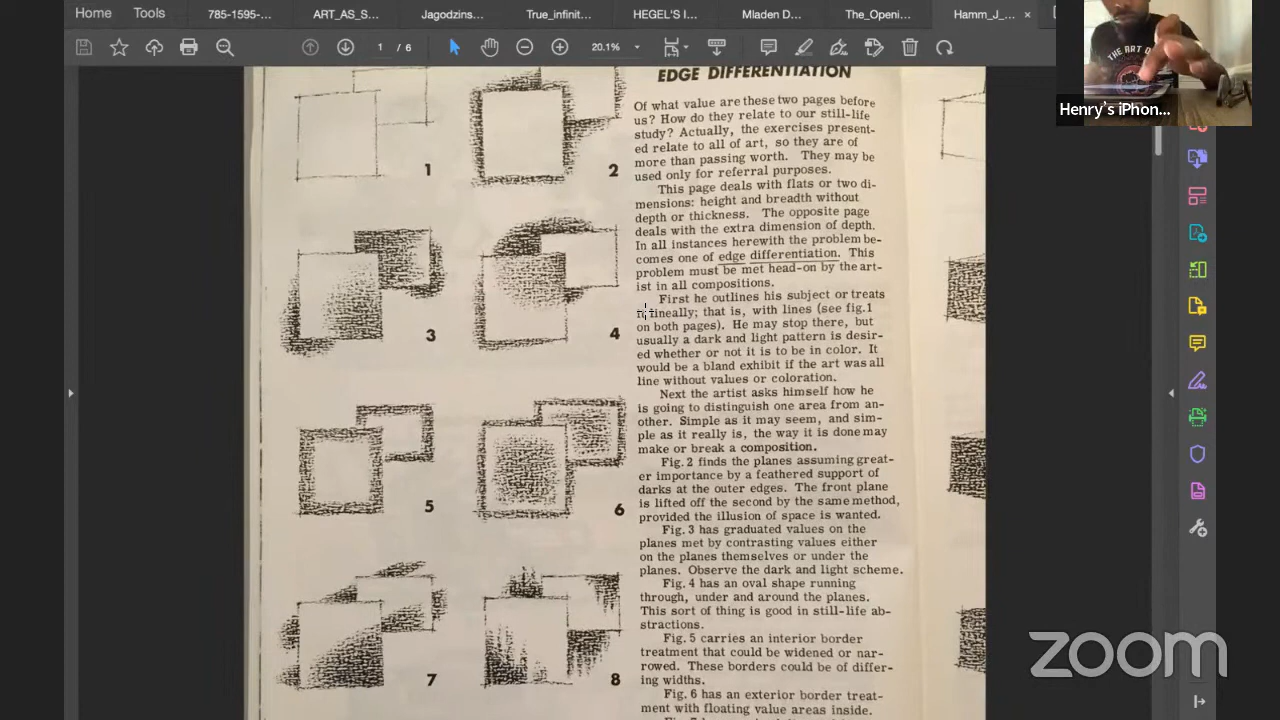 Home Tools 785-1595-... ART_AS_S... Jagodzins... True_infinit... HEGEL'S I... Mladen D... The_Openi... Hamm_J_... ×
1 / 6 20.1%
THE ART O
Henry's iPhon...
EDGE DIFFERENTIATION
Of what value are these two pages before
us? How do they relate to our still-life
study? Actually, the exercises present-
ed relate to all of art, so they are of
more than passing worth. They may be
used only for referral purposes.
This page deals with flats or two di-
mensions: height and breadth without
depth or thickness. The opposite page
deals with the extra dimension of depth.
In all instances herewith the problem be-
comes one of edge differentiation. This
problem must be met head-on by the art-
ist in all compositions.
First he outlines his subject or treats
it lineally; that is, with lines (see fig.1
on both pages). He may stop there, but
usually a dark and light pattern is desir-
ed whether or not it is to be in color. It
would be a bland exhibit if the art was all
line without values or coloration.
Next the artist asks himself how he
is going to distinguish one area from an-
other. Simple as it may seem, and sim-
ple as it really is, the way it is done may
make or break a composition.
Fig. 2 finds the planes assuming great-
er importance by a feathered support of
darks at the outer edges. The front plane
is lifted off the second by the same method,
provided the illusion of space is wanted.
Fig. 3 has graduated values on the
planes met by contrasting values either
on the planes themselves or under the
planes. Observe the dark and light scheme.
Fig. 4 has an oval shape running
through, under and around the planes.
This sort of thing is good in still-life ab-
stractions.
Fig. 5 carries an interior border
treatment that could be widened or nar-
rowed. These borders could be of differ-
ing widths.
Fig. 6 has an exterior border treat-
ment with floating value areas inside.
1
2
3
4
5
6
7
8
zoom